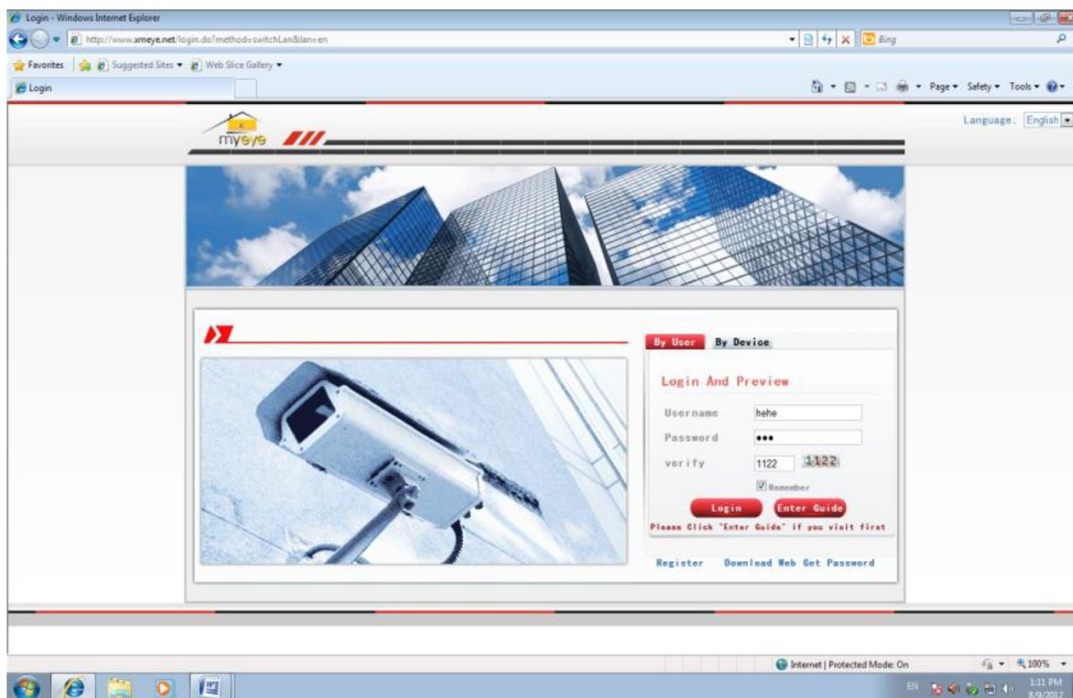 Login - Windows Internet Explorer
http://www.xmeye.net/login.do?method=switchLan&lan=en
Bing
Favorites Suggested Sites Web Slice Gallery
Login
Page Safety Tools
Language: English
myeye
By User By Device
Login And Preview
Username hehe
Password •••
verify 1122 1122
Remember
Login Enter Guide
Please Click "Enter Guide" if you visit first
Register Download Web Get Password
Internet | Protected Mode: On 100%
EN 1:11 PM
8/9/2012